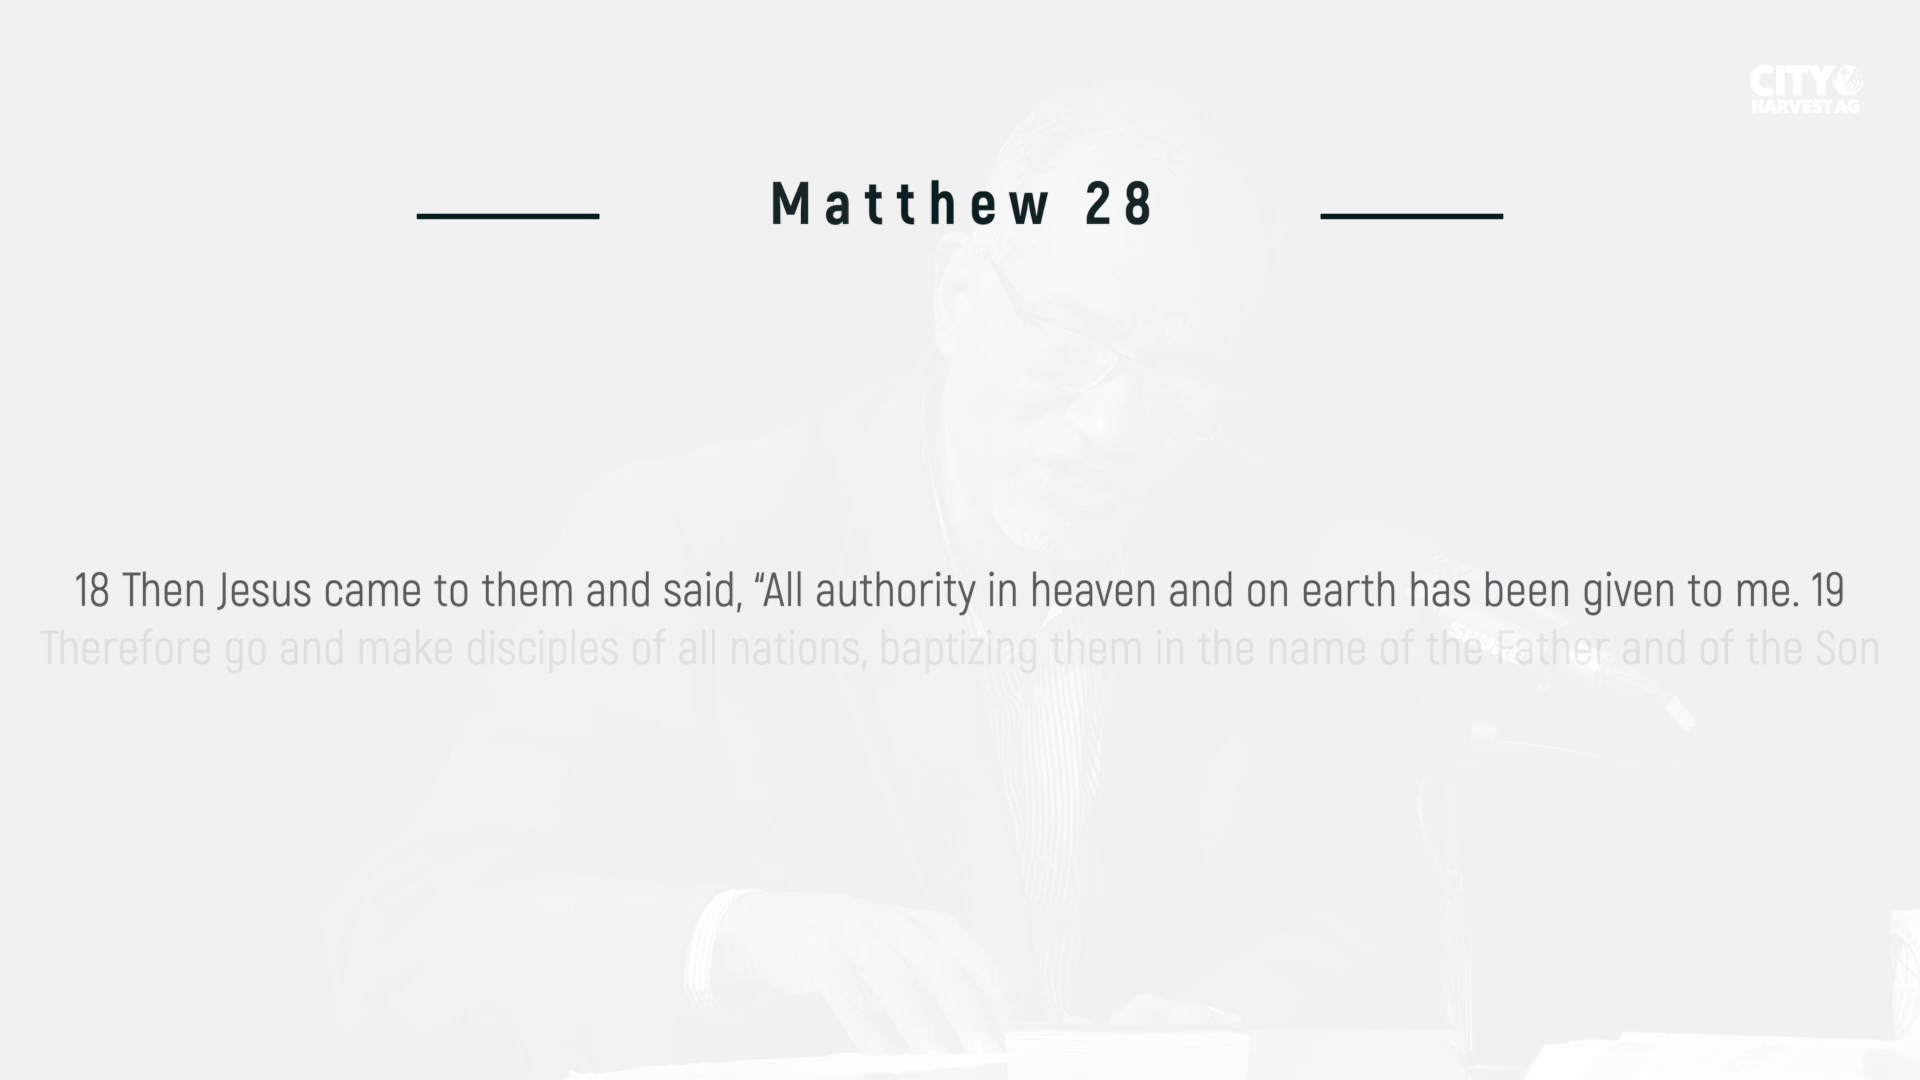 CITY
HARVEST AG
Matthew 28
18 Then Jesus came to them and said, “All authority in heaven and on earth has been given to me. 19
Therefore go and make disciples of all nations, baptizing them in the name of the Father and of the Son